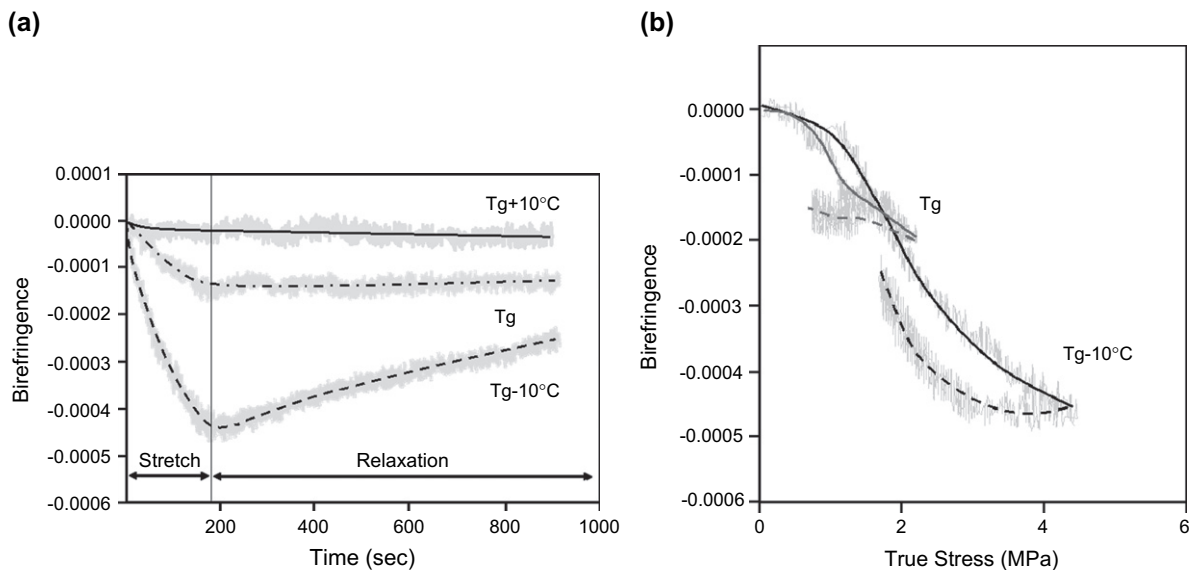 (a)
Birefringence
0.0001
0.0000
-0.0001
-0.0002
-0.0003
-0.0004
-0.0005
-0.0006
Tg+10°C
Tg
Tg-10°C
Stretch
Relaxation
200
400
600
800
1000
Time (sec)
(b)
Birefringence
0.0000
-0.0001
-0.0002
-0.0003
-0.0004
-0.0005
-0.0006
Tg
Tg-10°C
0
2
4
6
True Stress (MPa)